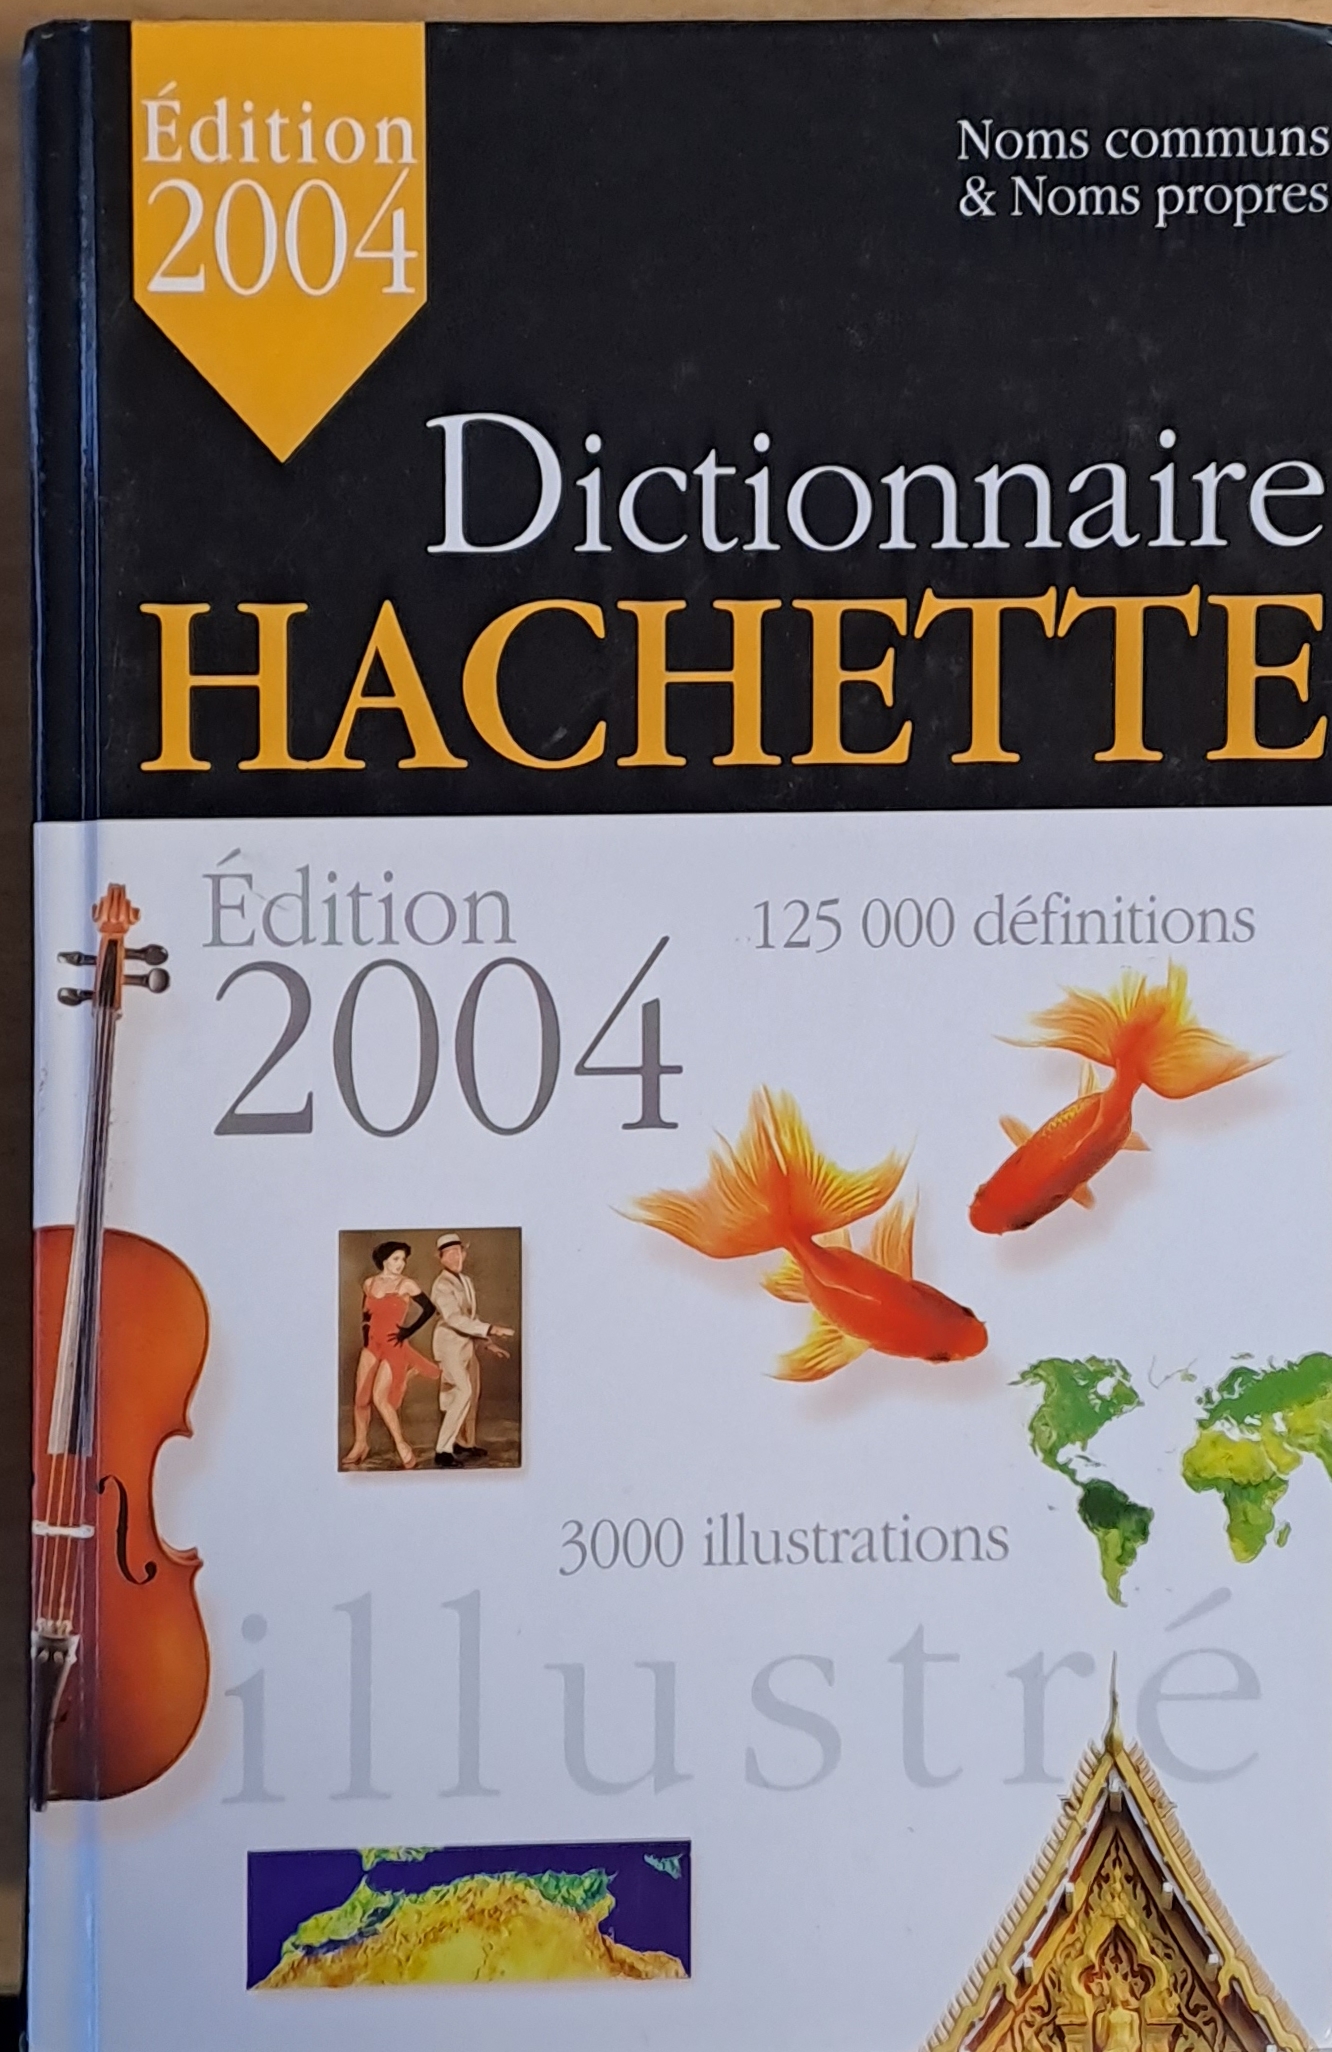 Édition
2004
Noms communs
& Noms propres
Dictionnaire
HACHETTE
Édition
2004
125 000 définitions
3000 illustrations
illustré